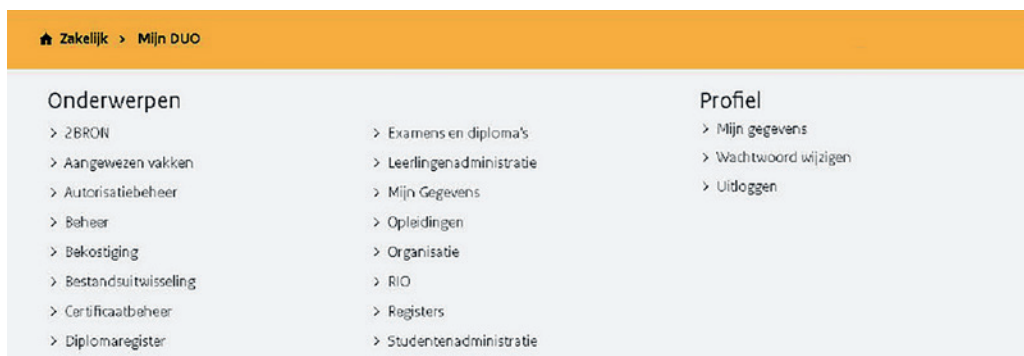 Zakelijk > Mijn DUO
Onderwerpen
> 2BRON
> Aangewezen vakken
> Autorisatiebeheer
> Beheer
> Bekostiging
> Bestandsuitwisseling
> Certificaatbeheer
> Diplomaregister
> Examens en diploma's
> Leerlingenadministratie
> Mijn Gegevens
> Opleidingen
> Organisatie
> RIO
> Registers
> Studentenadministratie
Profiel
> Mijn gegevens
> Wachtwoord wijzigen
> Uitloggen